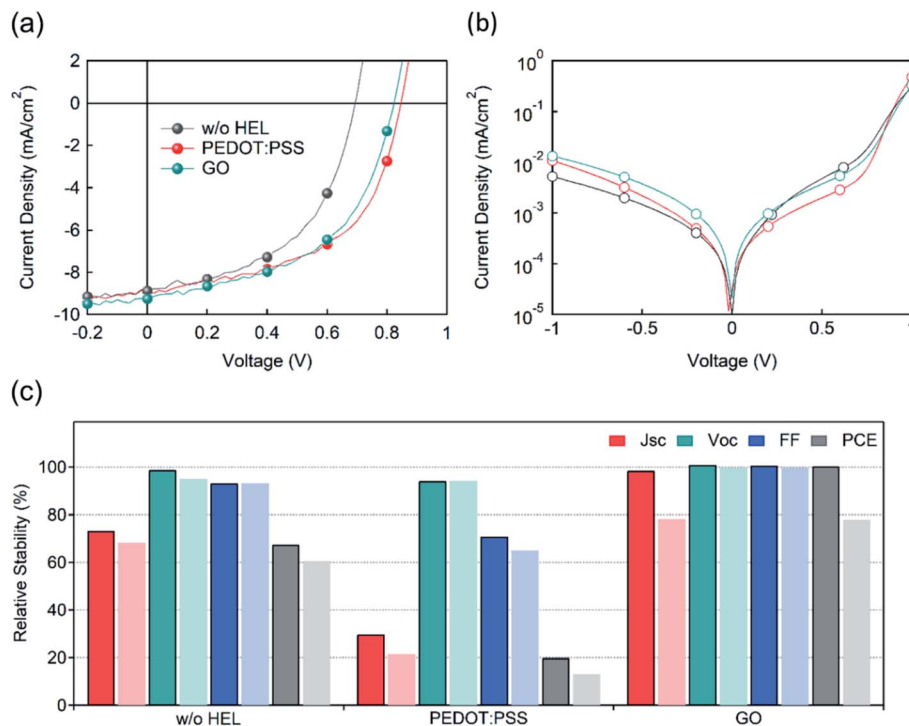 (a)
2
0
-2
-4
-6
-8
-10
Current Density (mA/cm²)
w/o HEL
PEDOT:PSS
GO
-0.2 0 0.2 0.4 0.6 0.8 1
Voltage (V)
(b)
10⁰
10⁻¹
10⁻²
10⁻³
10⁻⁴
10⁻⁵
Current Density (mA/cm²)
-1 -0.5 0 0.5
Voltage (V)
(c)
Jsc Voc FF PCE
100
80
60
40
20
0
Relative Stability (%)
w/o HEL PEDOT:PSS GO